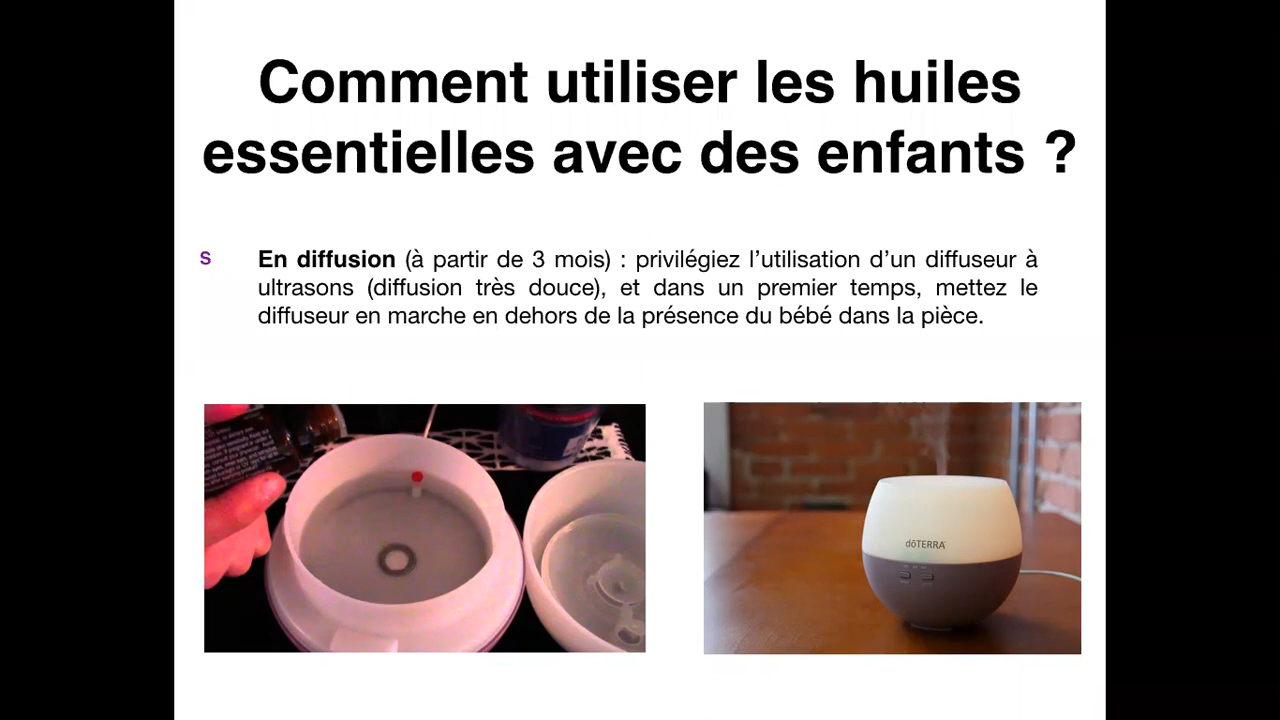 Comment utiliser les huiles
essentielles avec des enfants ?
S En diffusion (à partir de 3 mois) : privilégiez l’utilisation d’un diffuseur à
ultrasons (diffusion très douce), et dans un premier temps, mettez le
diffuseur en marche en dehors de la présence du bébé dans la pièce.
dōTERRA